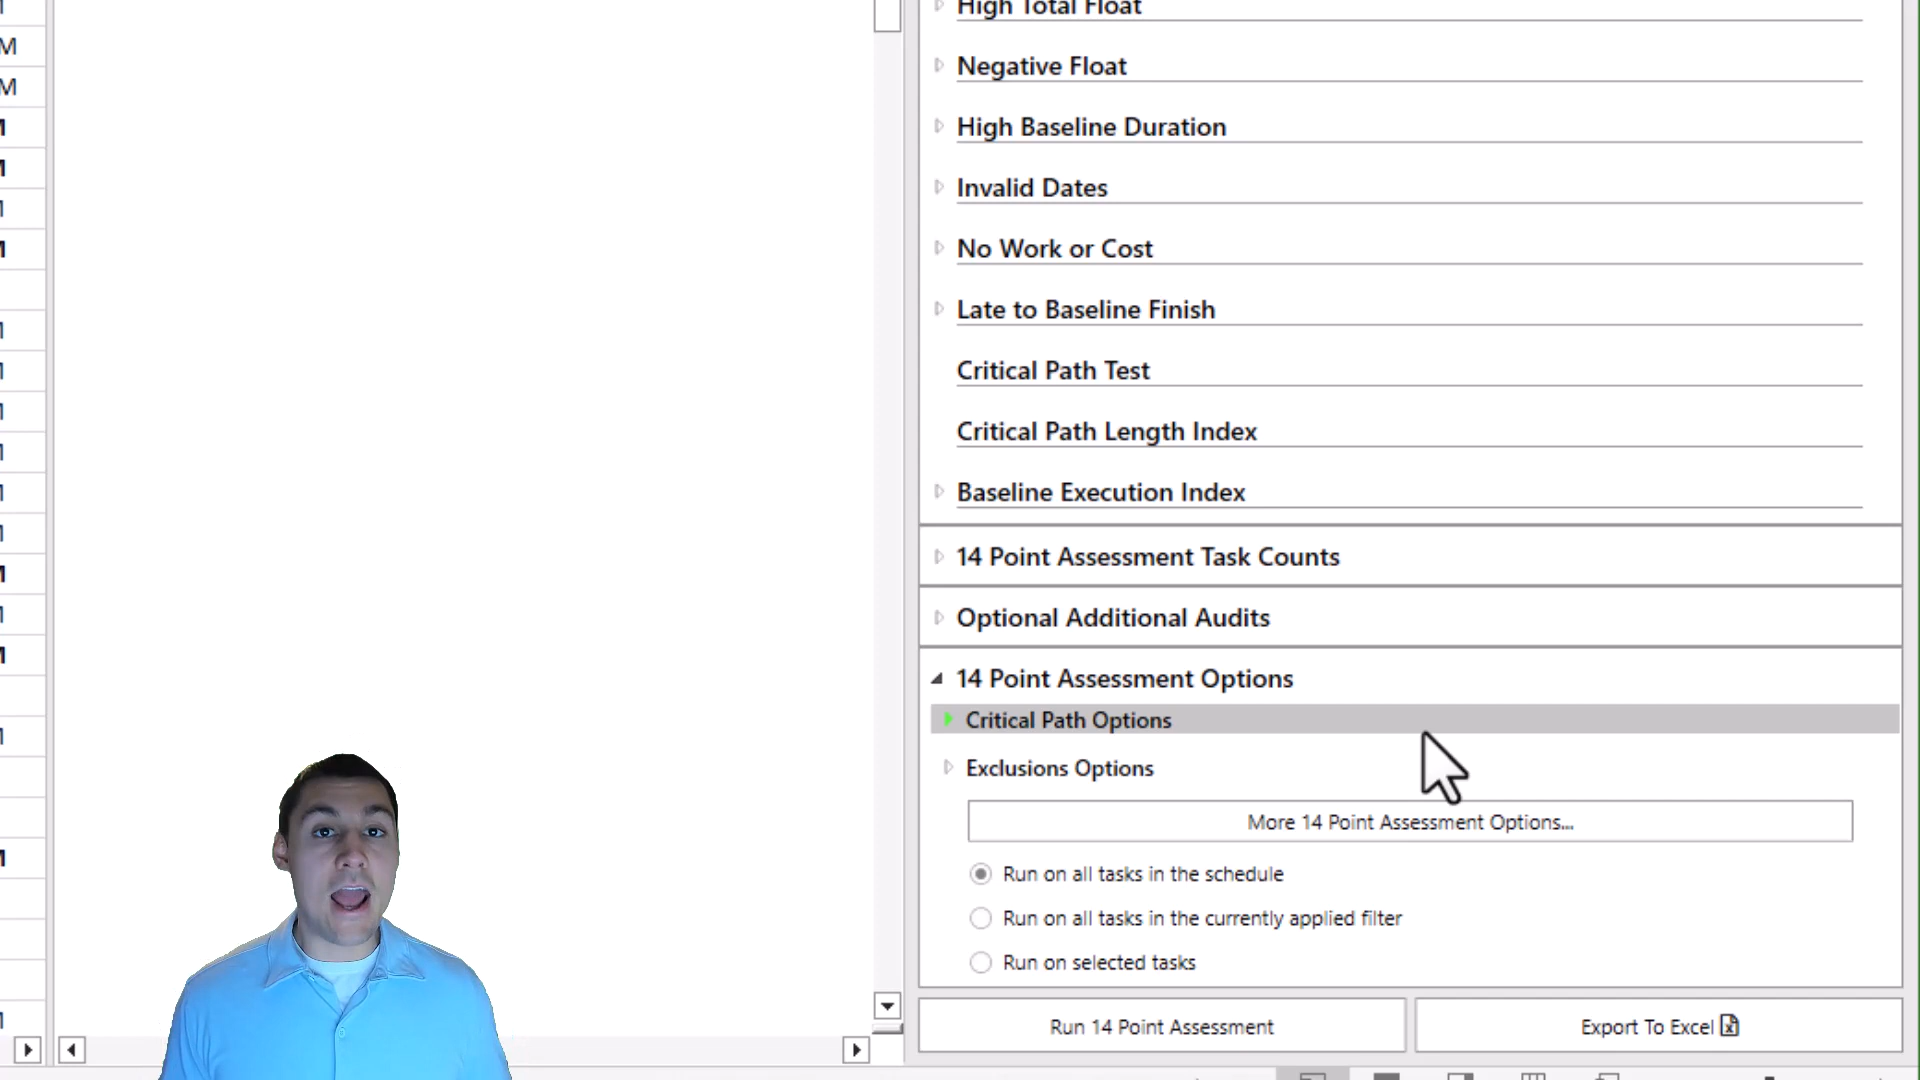 High Total Float
Negative Float
High Baseline Duration
Invalid Dates
No Work or Cost
Late to Baseline Finish
Critical Path Test
Critical Path Length Index
Baseline Execution Index
14 Point Assessment Task Counts
Optional Additional Audits
14 Point Assessment Options
Critical Path Options
Exclusions Options
More 14 Point Assessment Options...
Run on all tasks in the schedule
Run on all tasks in the currently applied filter
Run on selected tasks
Run 14 Point Assessment
Export To Excel